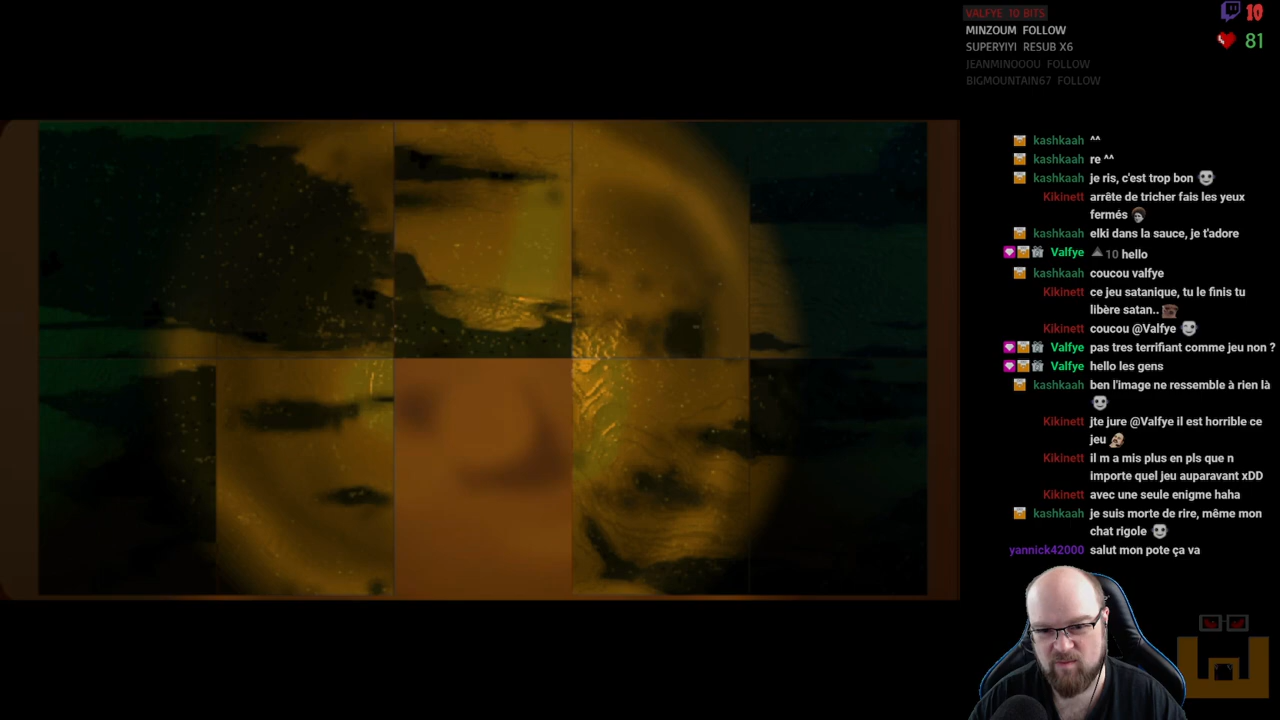 VALFYE 10 BITS
10
MINZOUM FOLLOW
SUPERYIYI RESUB X6
81
JEANMINOOOU FOLLOW
BIGMOUNTAIN67 FOLLOW
kashkaah ^^
kashkaah re ^^
kashkaah je ris, c'est trop bon
Kikinett arrête de tricher fais les yeux
fermés
kashkaah elki dans la sauce, je t'adore
Valfye 10 hello
kashkaah coucou valfye
Kikinett ce jeu satanique, tu le finis tu
libère satan..
Kikinett coucou @Valfye
Valfye pas tres terrifiant comme jeu non ?
Valfye hello les gens
kashkaah ben l'image ne ressemble à rien là
Kikinett jte jure @Valfye il est horrible ce
jeu
Kikinett il m a mis plus en pls que n
importe quel jeu auparavant xDD
Kikinett avec une seule enigme haha
kashkaah je suis morte de rire, même mon
chat rigole
yannick42000 salut mon pote ça va